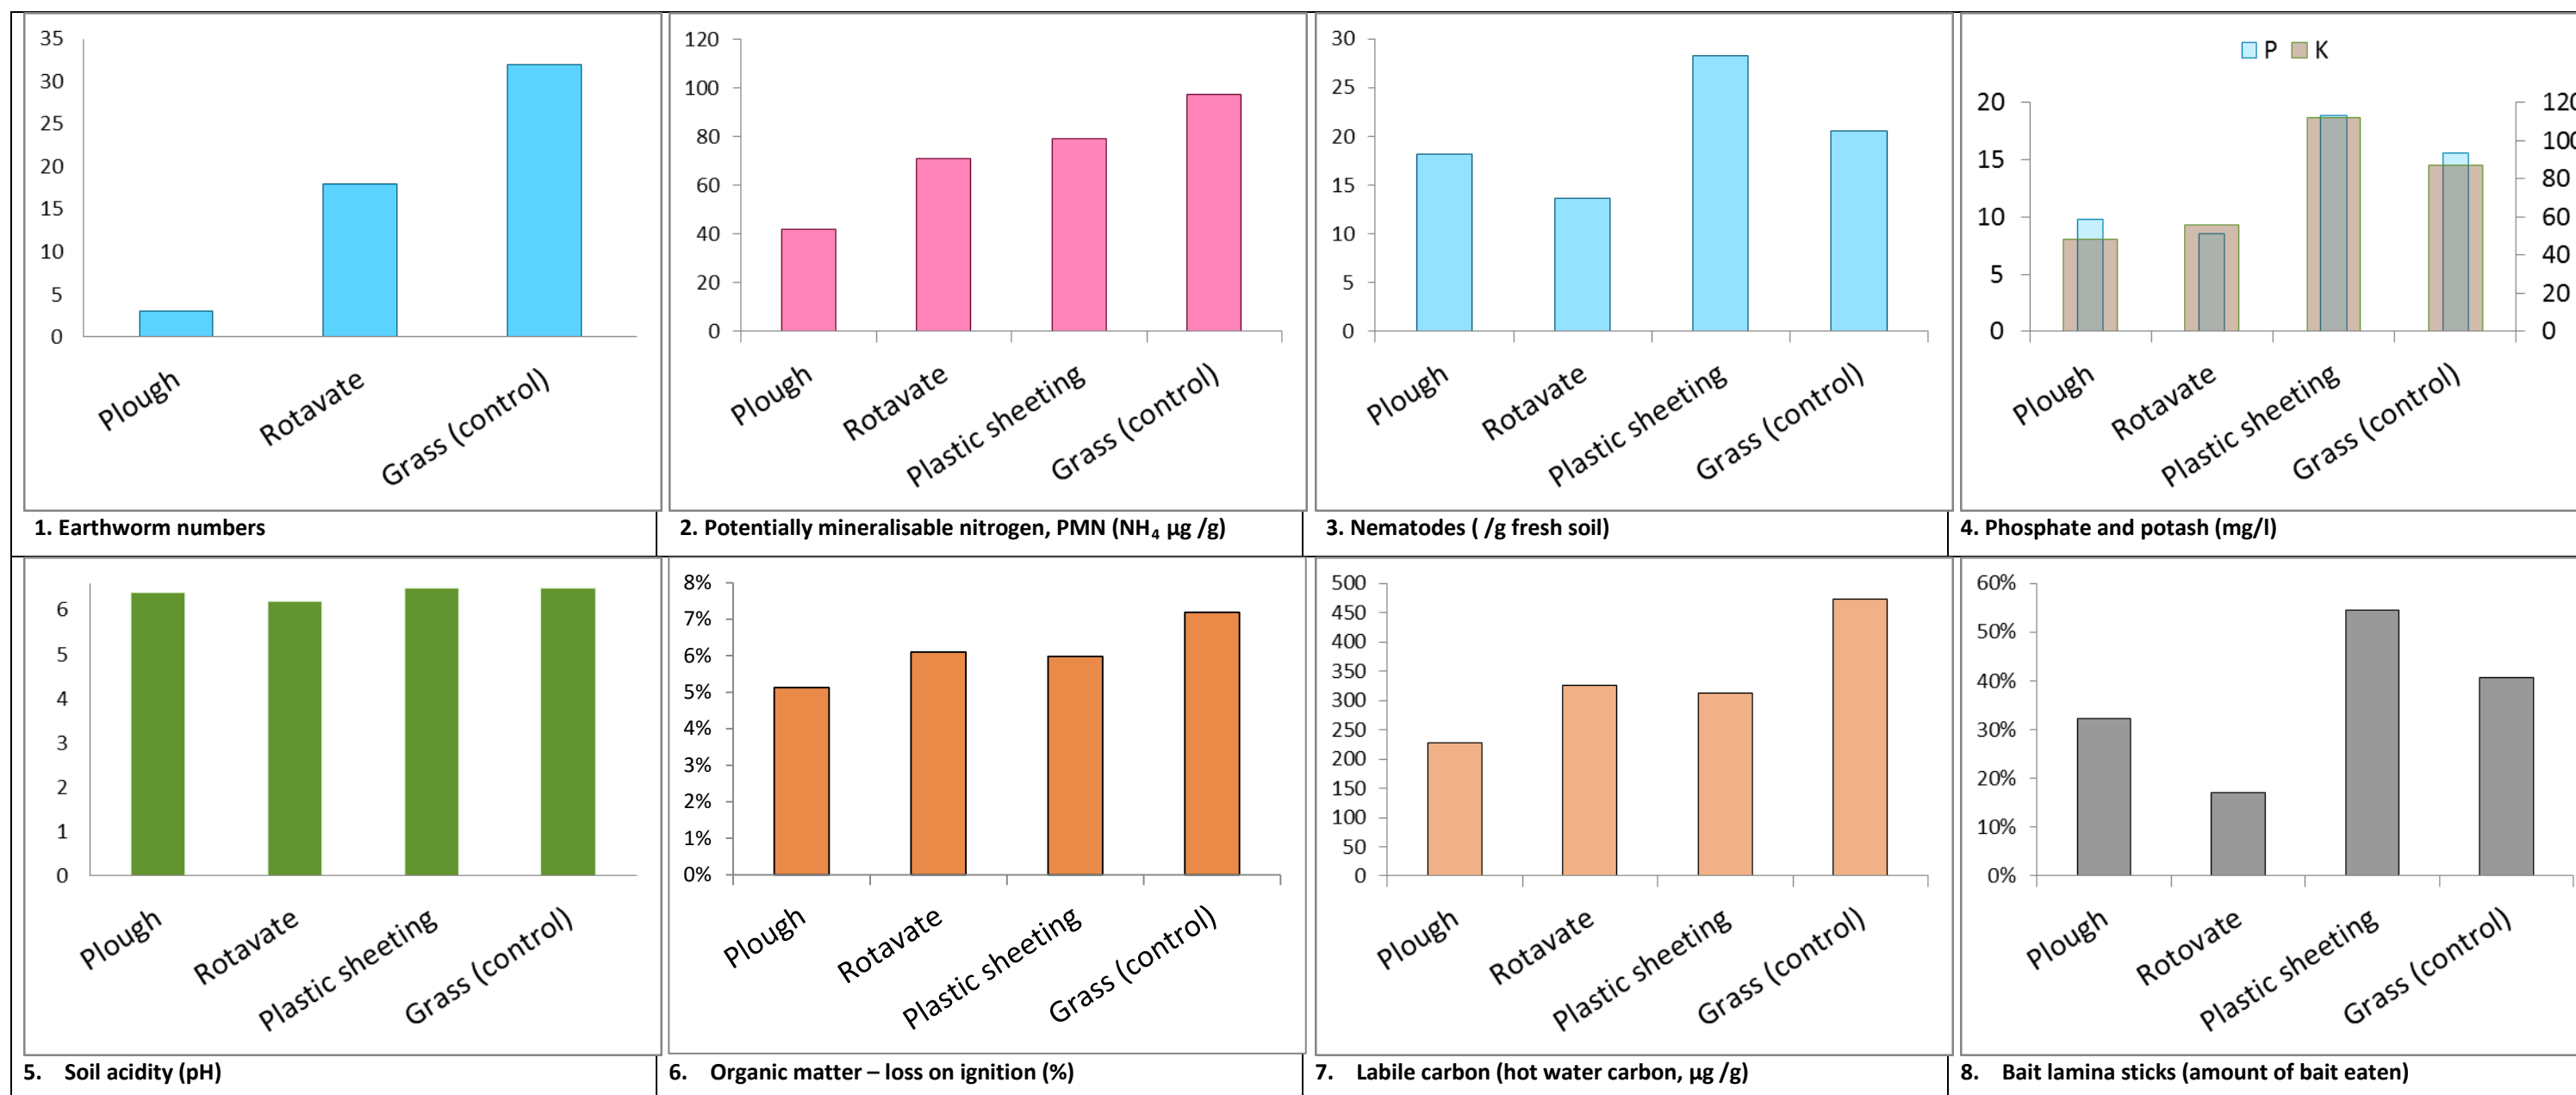 35
30
25
20
15
10
5
0
Plough
Rotavate
Grass (control)
1. Earthworm numbers
120
100
80
60
40
20
0
Plough
Rotavate
Plastic sheeting
Grass (control)
2. Potentially mineralisable nitrogen, PMN (NH₄ µg /g)
30
25
20
15
10
5
0
Plough
Rotavate
Plastic sheeting
Grass (control)
3. Nematodes ( /g fresh soil)
P K
20
15
10
5
0
120
100
80
60
40
20
0
Plough
Rotavate
Plastic sheeting
Grass (control)
4. Phosphate and potash (mg/l)
6
5
4
3
2
1
0
Plough
Rotavate
Plastic sheeting
Grass (control)
5. Soil acidity (pH)
8%
7%
6%
5%
4%
3%
2%
1%
0%
Plough
Rotavate
Plastic sheeting
Grass (control)
6. Organic matter – loss on ignition (%)
500
450
400
350
300
250
200
150
100
50
0
Plough
Rotavate
Plastic sheeting
Grass (control)
7. Labile carbon (hot water carbon, µg /g)
60%
50%
40%
30%
20%
10%
0%
Plough
Rotovate
Plastic sheeting
Grass (control)
8. Bait lamina sticks (amount of bait eaten)